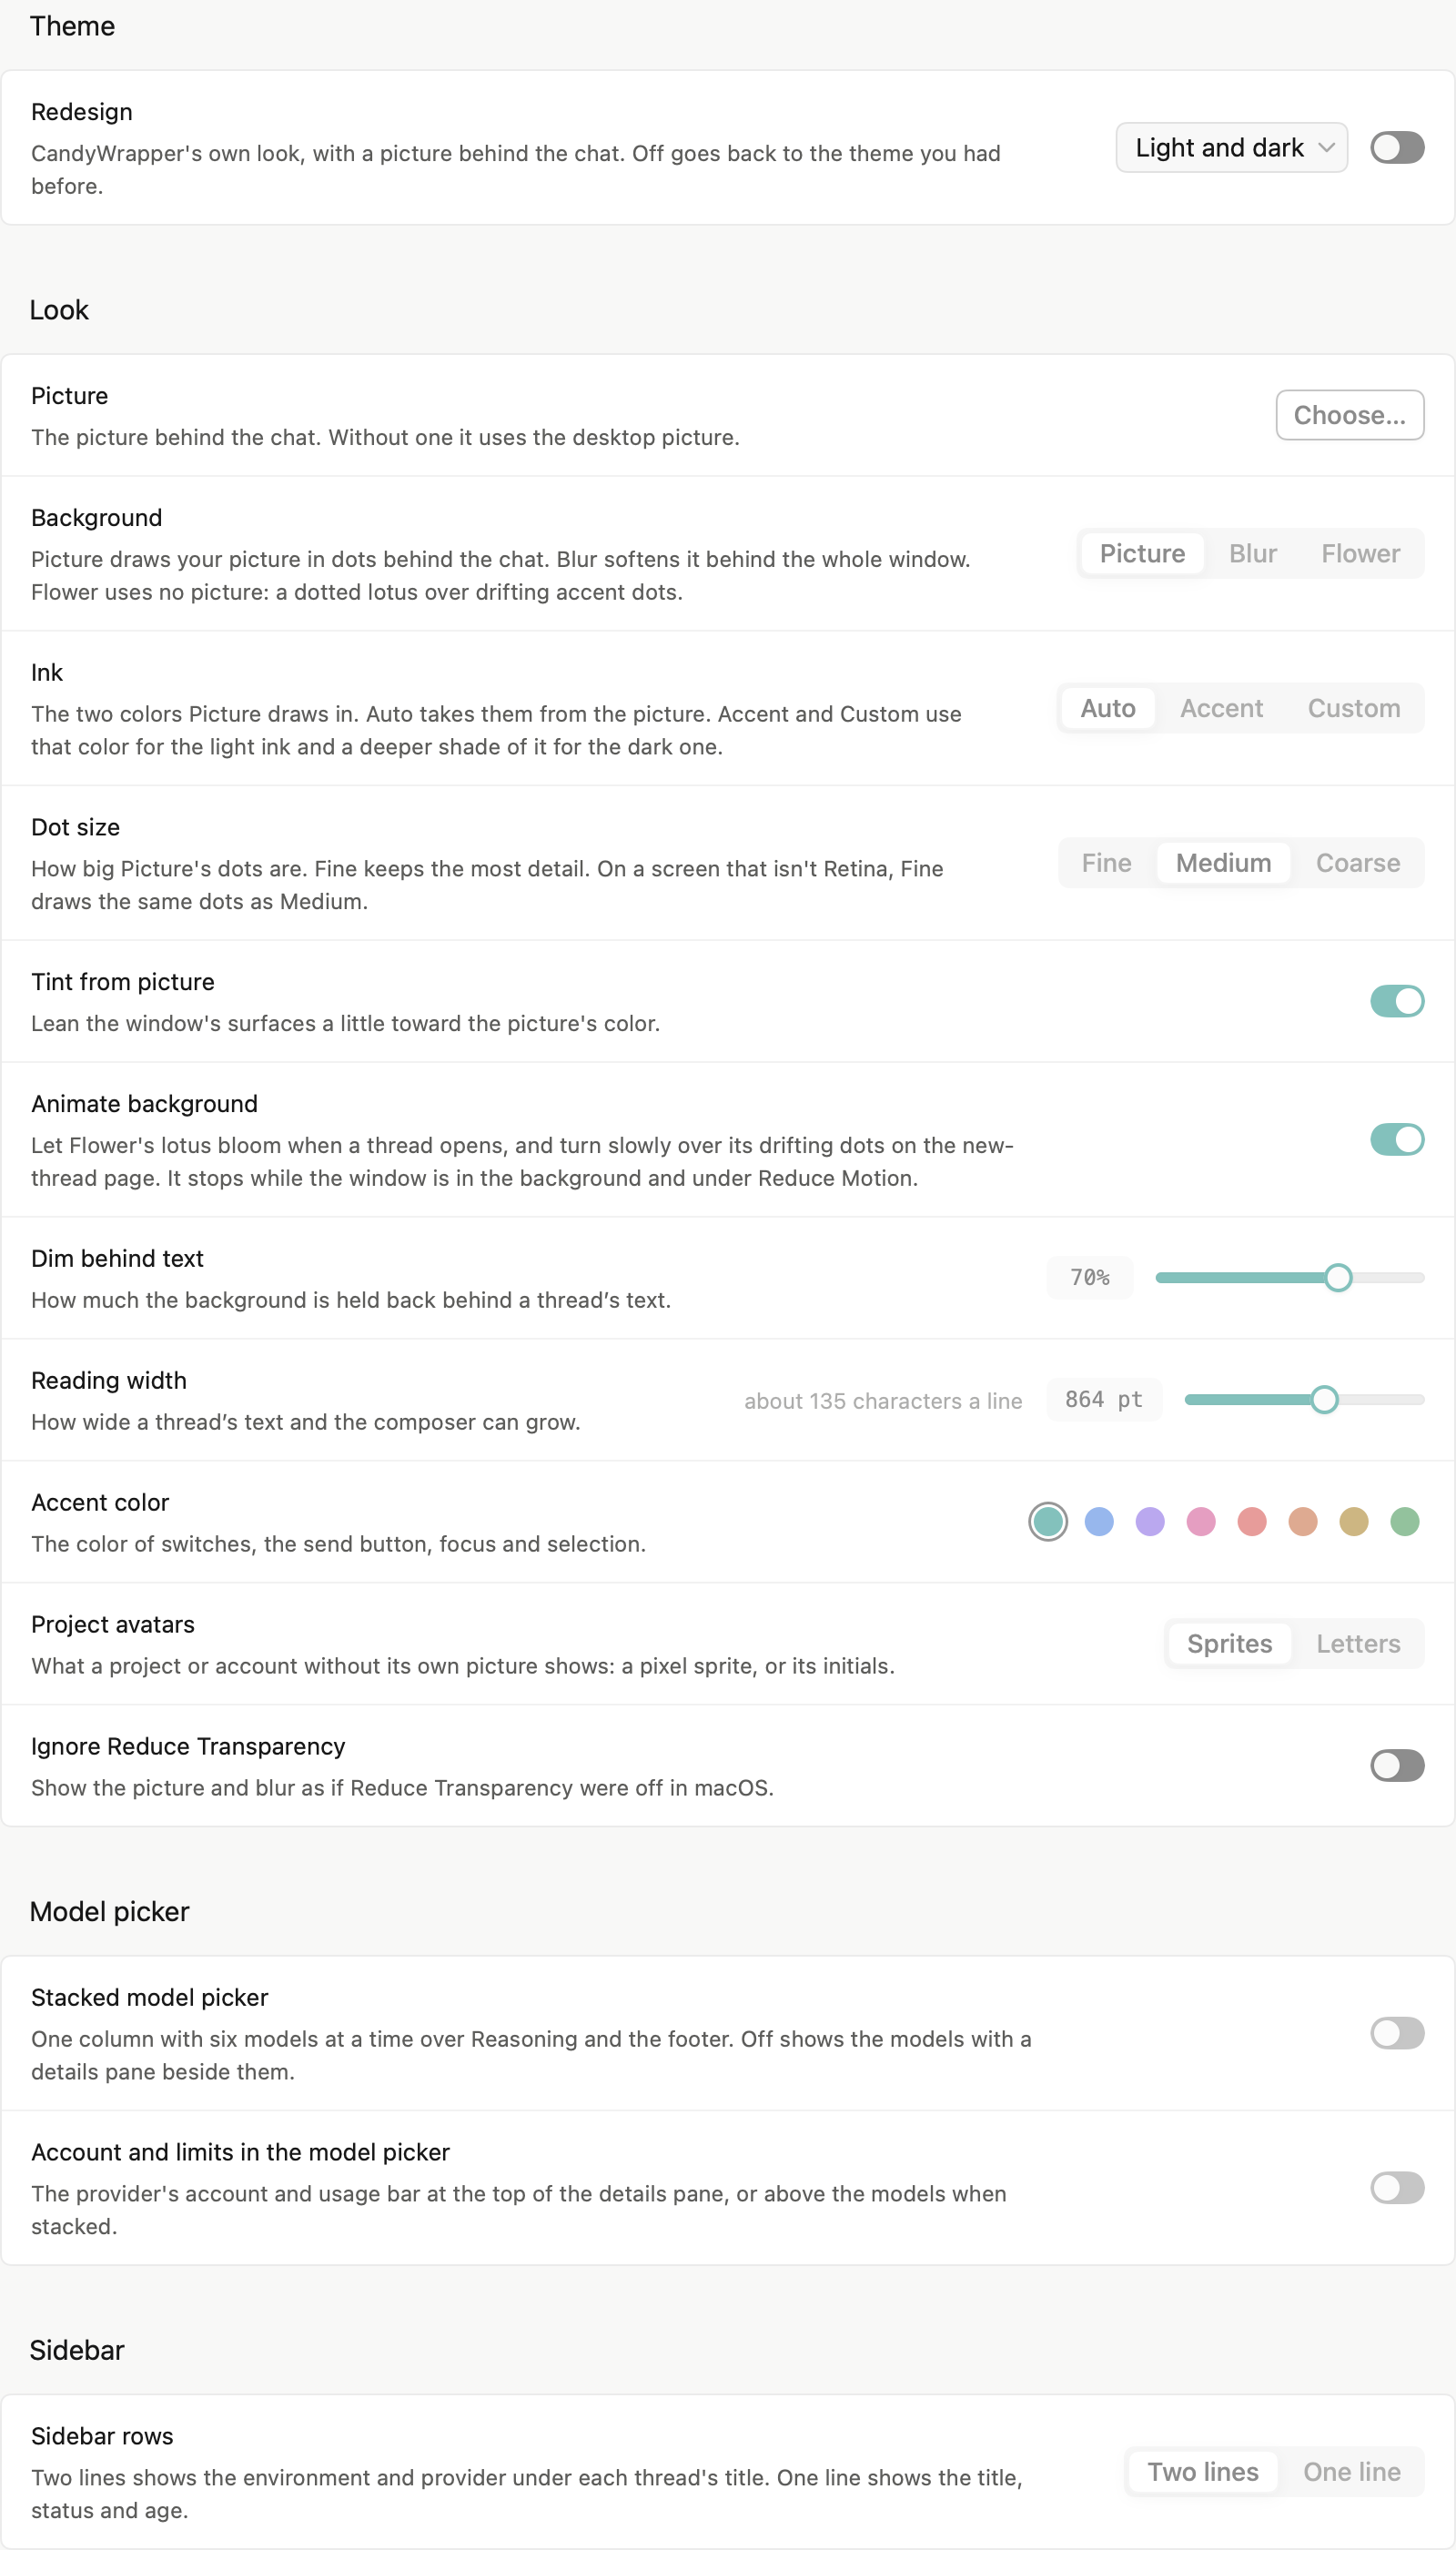 Theme
Redesign
CandyWrapper's own look, with a picture behind the chat. Off goes back to the theme you had
before.
Light and dark
Look
Picture
The picture behind the chat. Without one it uses the desktop picture.
Choose...
Background
Picture draws your picture in dots behind the chat. Blur softens it behind the whole window.
Flower uses no picture: a dotted lotus over drifting accent dots.
Picture Blur Flower
Ink
The two colors Picture draws in. Auto takes them from the picture. Accent and Custom use
that color for the light ink and a deeper shade of it for the dark one.
Auto Accent Custom
Dot size
How big Picture's dots are. Fine keeps the most detail. On a screen that isn't Retina, Fine
draws the same dots as Medium.
Fine Medium Coarse
Tint from picture
Lean the window's surfaces a little toward the picture's color.
Animate background
Let Flower's lotus bloom when a thread opens, and turn slowly over its drifting dots on the new-
thread page. It stops while the window is in the background and under Reduce Motion.
Dim behind text
How much the background is held back behind a thread’s text.
70%
Reading width
How wide a thread’s text and the composer can grow.
about 135 characters a line 864 pt
Accent color
The color of switches, the send button, focus and selection.
Project avatars
What a project or account without its own picture shows: a pixel sprite, or its initials.
Sprites Letters
Ignore Reduce Transparency
Show the picture and blur as if Reduce Transparency were off in macOS.
Model picker
Stacked model picker
One column with six models at a time over Reasoning and the footer. Off shows the models with a
details pane beside them.
Account and limits in the model picker
The provider's account and usage bar at the top of the details pane, or above the models when
stacked.
Sidebar
Sidebar rows
Two lines shows the environment and provider under each thread's title. One line shows the title,
status and age.
Two lines One line